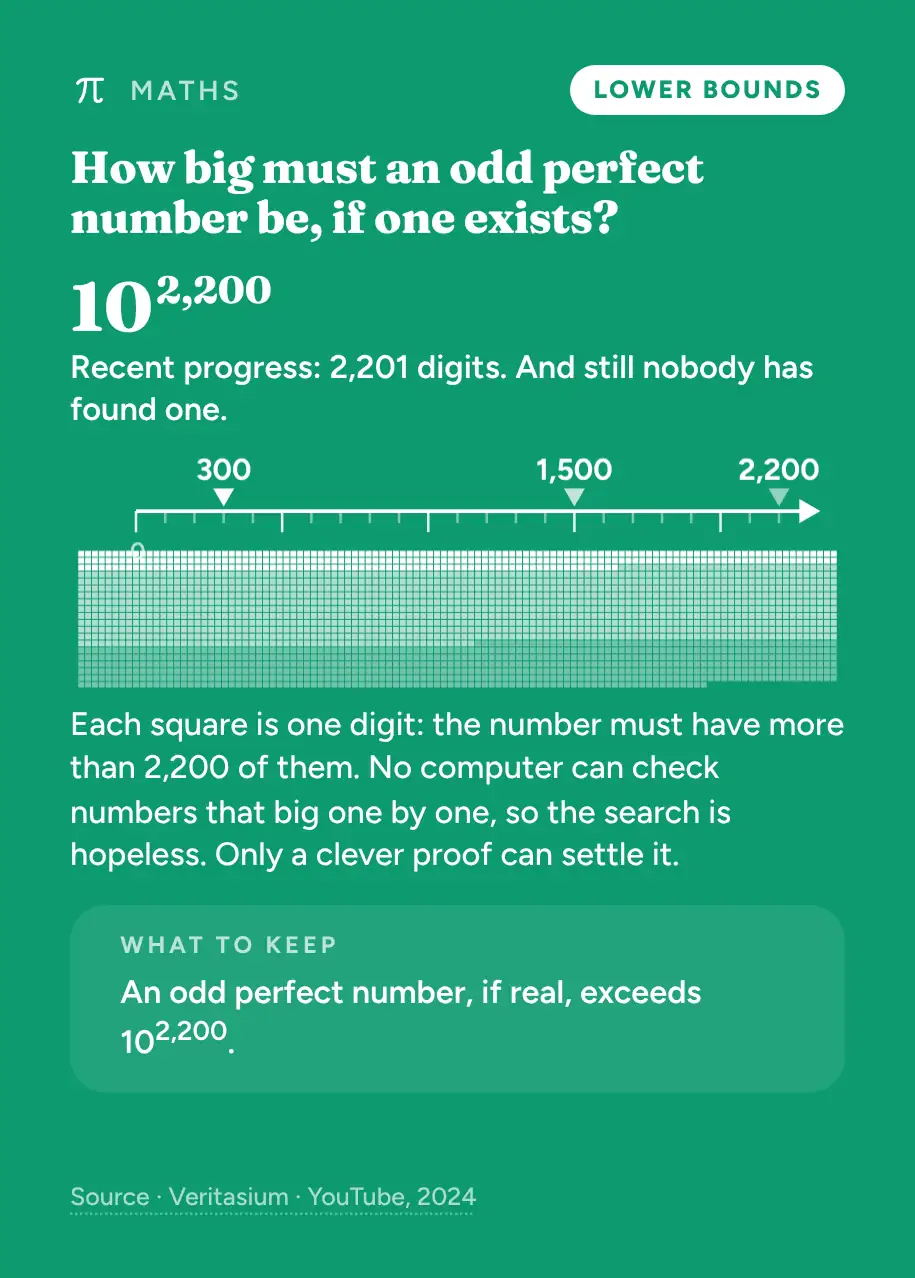 π MATHS
LOWER BOUNDS
How big must an odd perfect
number be, if one exists?
10^2,200
Recent progress: 2,201 digits. And still nobody has
found one.
300 1,500 2,200
0
Each square is one digit: the number must have more
than 2,200 of them. No computer can check
numbers that big one by one, so the search is
hopeless. Only a clever proof can settle it.
WHAT TO KEEP
An odd perfect number, if real, exceeds
10^2,200.
Source · Veritasium · YouTube, 2024